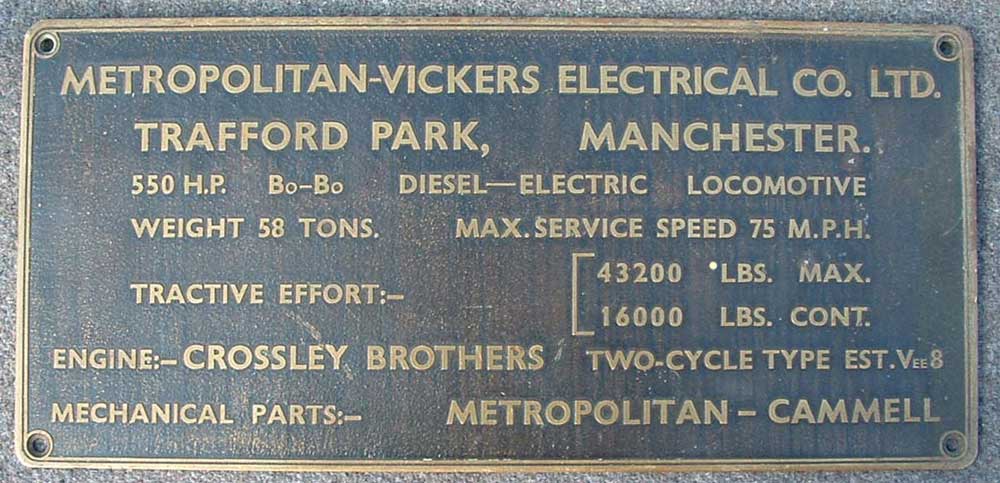 METROPOLITAN-VICKERS ELECTRICAL CO. LTD.
TRAFFORD PARK, MANCHESTER.
550 H.P. Bo-Bo DIESEL—ELECTRIC LOCOMOTIVE
WEIGHT 58 TONS. MAX. SERVICE SPEED 75 M.P.H.
TRACTIVE EFFORT:-
43200 LBS. MAX.
16000 LBS. CONT.
ENGINE:- CROSSLEY BROTHERS TWO-CYCLE TYPE EST. VEE 8
MECHANICAL PARTS:- METROPOLITAN - CAMMELL